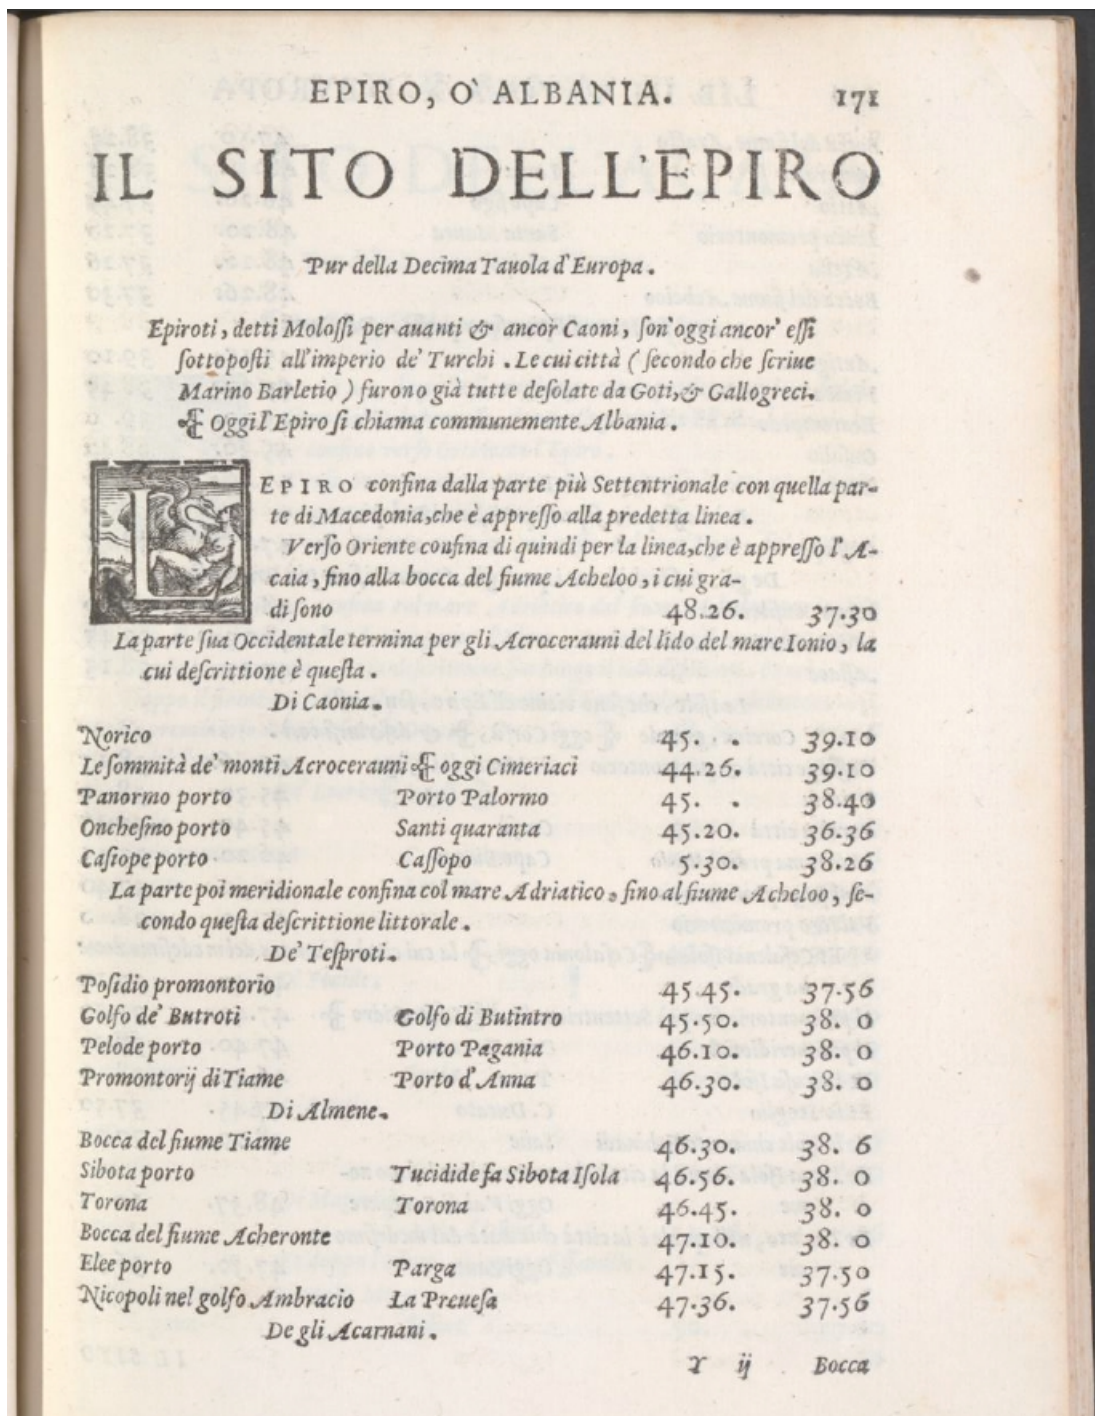 EPIRO, O' ALBANIA. 171
IL SITO DELL'EPIRO
Pur della Decima Tauola d'Europa.
Epiroti, detti Molossi per auanti & ancor Caoni, son'oggi ancor' essi
sottoposti all'imperio de' Turchi. Le cui città (secondo che scriue
Marino Barletio) furono già tutte desolate da Goti, & Gallogreci.
Oggi l'Epiro si chiama communemente Albania.
L EPIRO confina dalla parte più Settentrionale con quella par-
te di Macedonia, che è appresso alla predetta linea.
Verso Oriente confina di quindi per la linea, che è appresso l'A-
caia, fino alla bocca del fiume Acheloo, i cui gra-
di sono 48.26. 37.30
La parte sua Occidentale termina per gli Acrocerauni del lido del mare Ionio, la
cui descrittione è questa.
Di Caonia.
Norico 45. . 39.10
Le sommità de' monti Acrocerauni oggi Cimeriaci 44.26. 39.10
Panormo porto Porto Palormo 45. . 38.40
Onchesmo porto Santi quaranta 45.20. 36.36
Casiope porto Cassopo 5.30. 38.26
La parte poi meridionale confina col mare Adriatico, fino al fiume Acheloo, se-
condo questa descrittione littorale.
De' Tesproti.
Posidio promontorio 45.45. 37.56
Golfo de' Butroti Golfo di Butintro 45.50. 38. 0
Pelode porto Porto Pagania 46.10. 38. 0
Promontorij di Tiame Porto d'Anna 46.30. 38. 0
Di Almene.
Bocca del fiume Tiame 46.30. 38. 6
Sibota porto Tucidide fa Sibota Isola 46.56. 38. 0
Torona Torona 46.45. 38. 0
Bocca del fiume Acheronte 47.10. 38. 0
Elee porto Parga 47.15. 37.50
Nicopoli nel golfo Ambracio La Preuesa 47.36. 37.56
De gli Acarnani.
Y ij Bocca